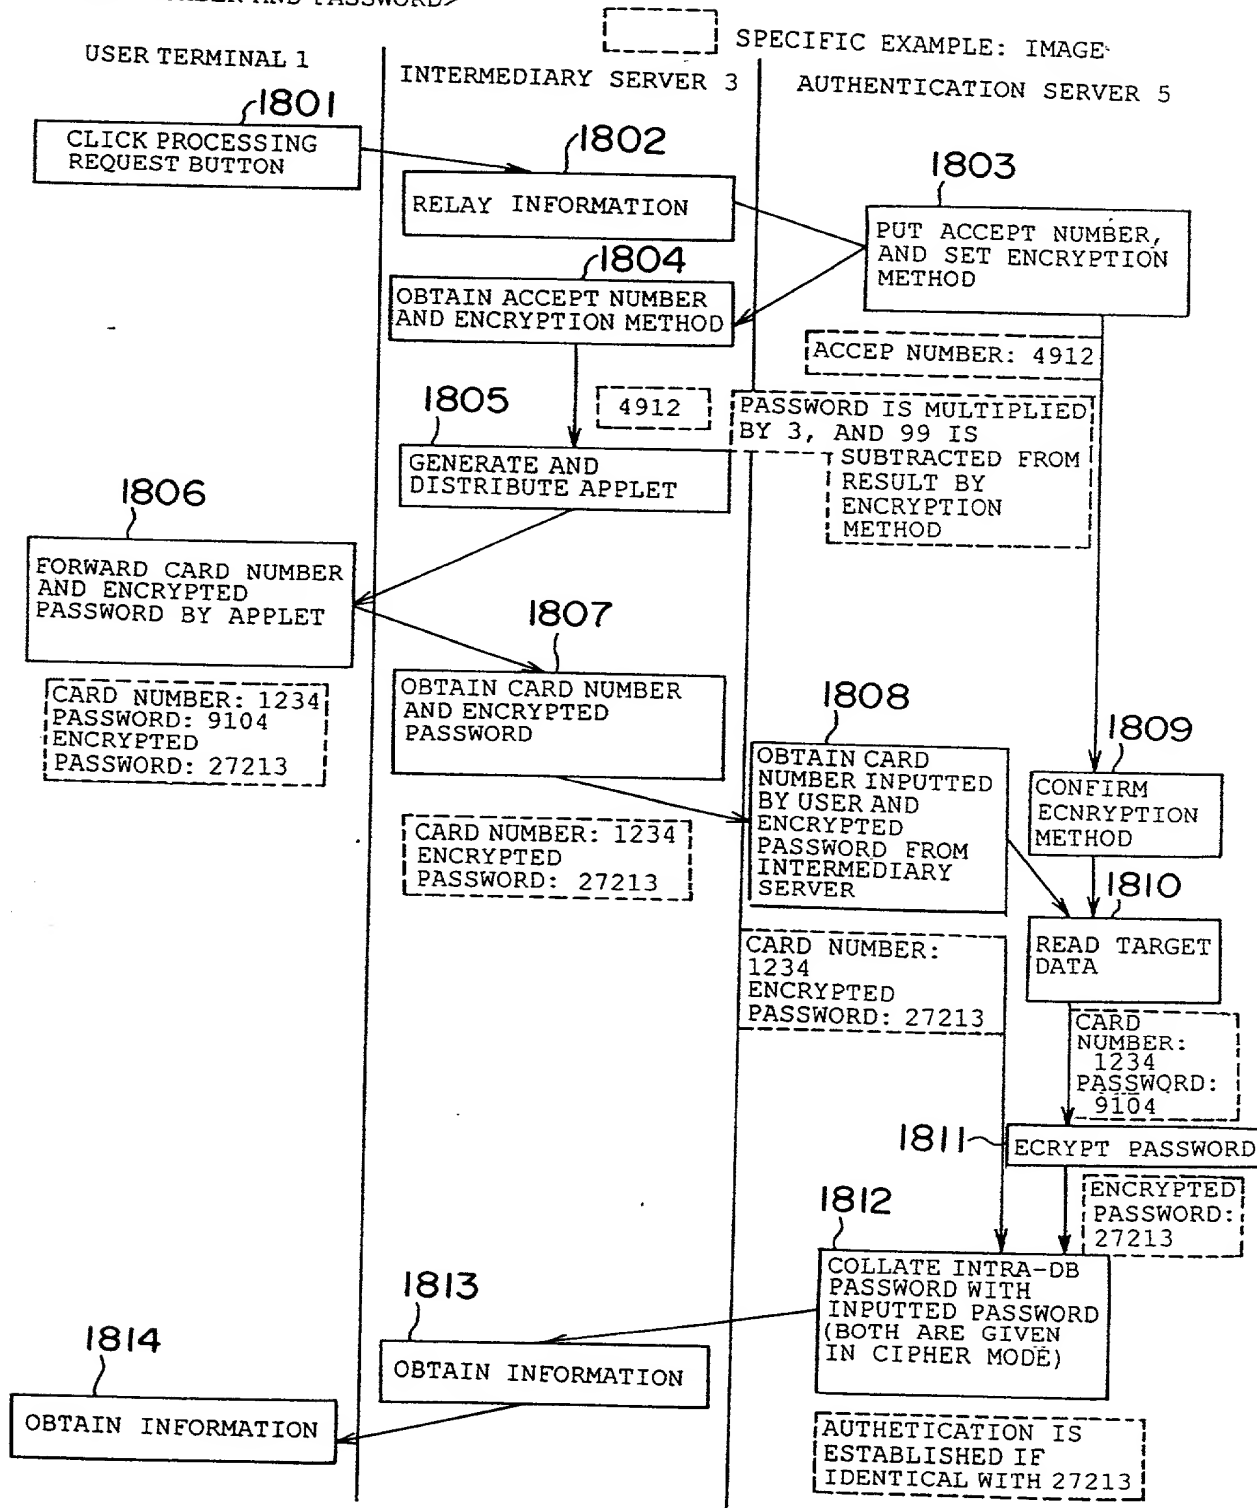 AND PASSWORD>
SPECIFIC EXAMPLE: IMAGE
USER TERMINAL 1
INTERMEDIARY SERVER 3
AUTHENTICATION SERVER 5
1801
CLICK PROCESSING
REQUEST BUTTON
1802
RELAY INFORMATION
1803
PUT ACCEPT NUMBER,
AND SET ENCRYPTION
METHOD
1804
OBTAIN ACCEPT NUMBER
AND ENCRYPTION METHOD
ACCEP NUMBER: 4912
4912
PASSWORD IS MULTIPLIED
BY 3, AND 99 IS
SUBTRACTED FROM
RESULT BY
ENCRYPTION
METHOD
1805
GENERATE AND
DISTRIBUTE APPLET
1806
FORWARD CARD NUMBER
AND ENCRYPTED
PASSWORD BY APPLET
CARD NUMBER: 1234
PASSWORD: 9104
ENCRYPTED
PASSWORD: 27213
1807
OBTAIN CARD NUMBER
AND ENCRYPTED
PASSWORD
CARD NUMBER: 1234
ENCRYPTED
PASSWORD: 27213
1808
OBTAIN CARD
NUMBER INPUTTED
BY USER AND
ENCRYPTED
PASSWORD FROM
INTERMEDIARY
SERVER
1809
CONFIRM
ECNRYPTION
METHOD
1810
READ TARGET
DATA
CARD NUMBER:
1234
ENCRYPTED
PASSWORD: 27213
CARD
NUMBER:
1234
PASSWORD:
9104
1811
ECRYPT PASSWORD
ENCRYPTED
PASSWORD:
27213
1812
COLLATE INTRA-DB
PASSWORD WITH
INPUTTED PASSWORD
(BOTH ARE GIVEN
IN CIPHER MODE)
AUTHETICATION IS
ESTABLISHED IF
IDENTICAL WITH 27213
1813
OBTAIN INFORMATION
1814
OBTAIN INFORMATION